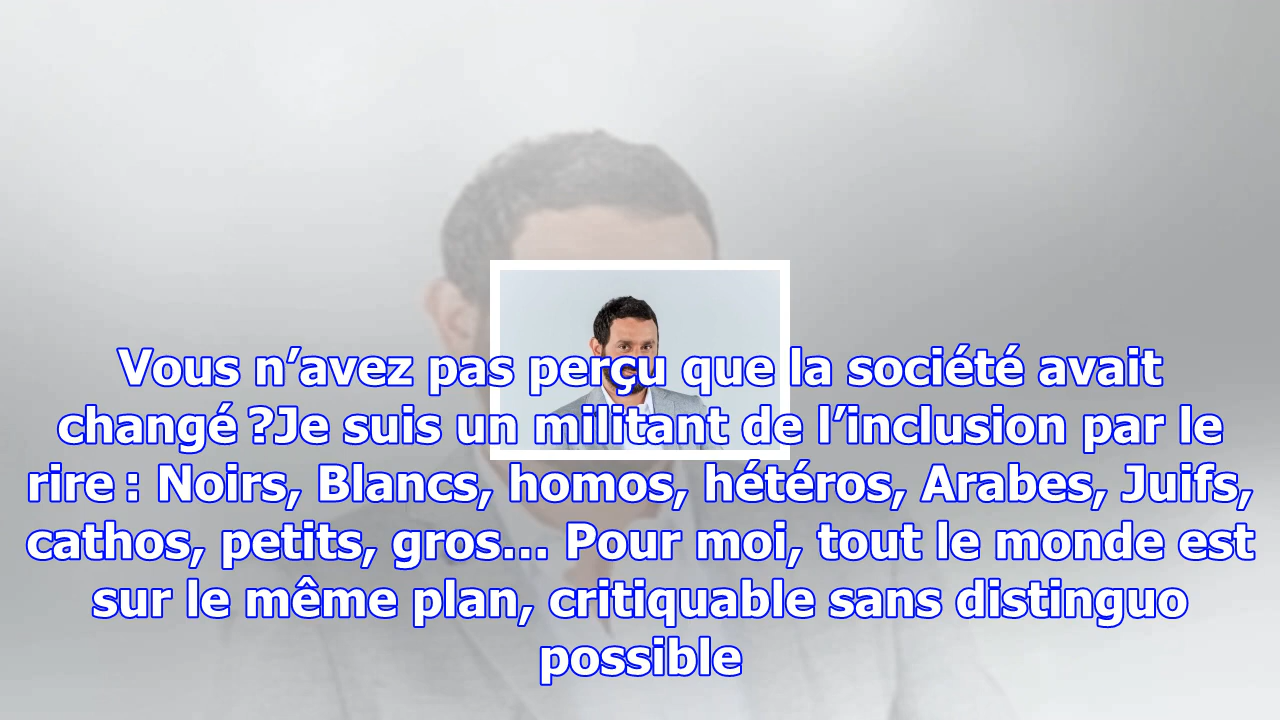 Vous n’avez pas perçu que la société avait
changé ?Je suis un militant de l’inclusion par le
rire : Noirs, Blancs, homos, hétéros, Arabes, Juifs,
cathos, petits, gros... Pour moi, tout le monde est
sur le même plan, critiquable sans distinguo
possible